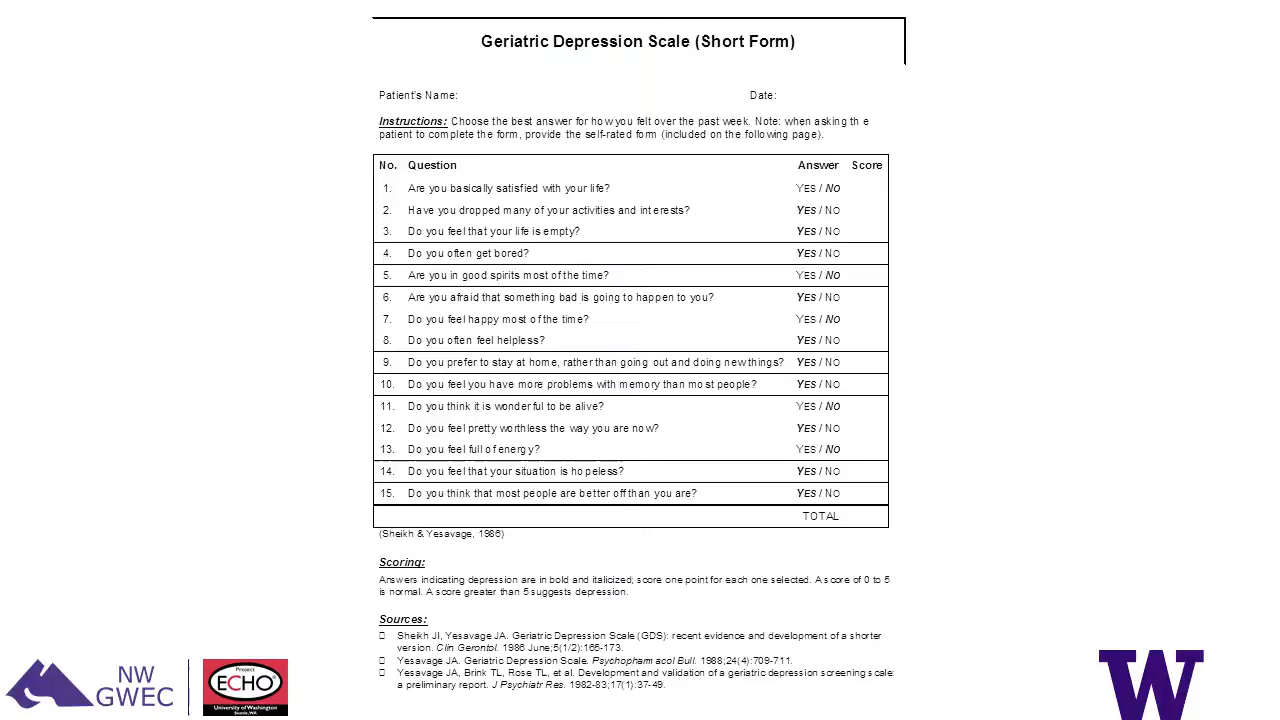 Geriatric Depression Scale (Short Form)
Patient's Name: Date:
Instructions: Choose the best answer for how you felt over the past week. Note: when asking the
patient to complete the form, provide the self-rated form (included on the following page).
No. Question Answer Score
1. Are you basically satisfied with your life? YES / NO
2. Have you dropped many of your activities and interests? YES / NO
3. Do you feel that your life is empty? YES / NO
4. Do you often get bored? YES / NO
5. Are you in good spirits most of the time? YES / NO
6. Are you afraid that something bad is going to happen to you? YES / NO
7. Do you feel happy most of the time? YES / NO
8. Do you often feel helpless? YES / NO
9. Do you prefer to stay at home, rather than going out and doing new things? YES / NO
10. Do you feel you have more problems with memory than most people? YES / NO
11. Do you think it is wonderful to be alive? YES / NO
12. Do you feel pretty worthless the way you are now? YES / NO
13. Do you feel full of energy? YES / NO
14. Do you feel that your situation is hopeless? YES / NO
15. Do you think that most people are better off than you are? YES / NO
TOTAL
(Sheikh & Yesavage, 1986)
Scoring:
Answers indicating depression are in bold and italicized; score one point for each one selected. A score of 0 to 5
is normal. A score greater than 5 suggests depression.
Sources:
Sheikh JI, Yesavage JA. Geriatric Depression Scale (GDS): recent evidence and development of a shorter
version. Clin Gerontol. 1986 June;5(1/2):165-173.
Yesavage JA. Geriatric Depression Scale. Psychopharmacol Bull. 1988;24(4):709-711.
Yesavage JA, Brink TL, Rose TL, et al. Development and validation of a geriatric depression screening scale:
a preliminary report. J Psychiatr Res. 1982-83;17(1):37-49.
NW
GWEC
Project
ECHO
University of Washington
Seattle, WA
W